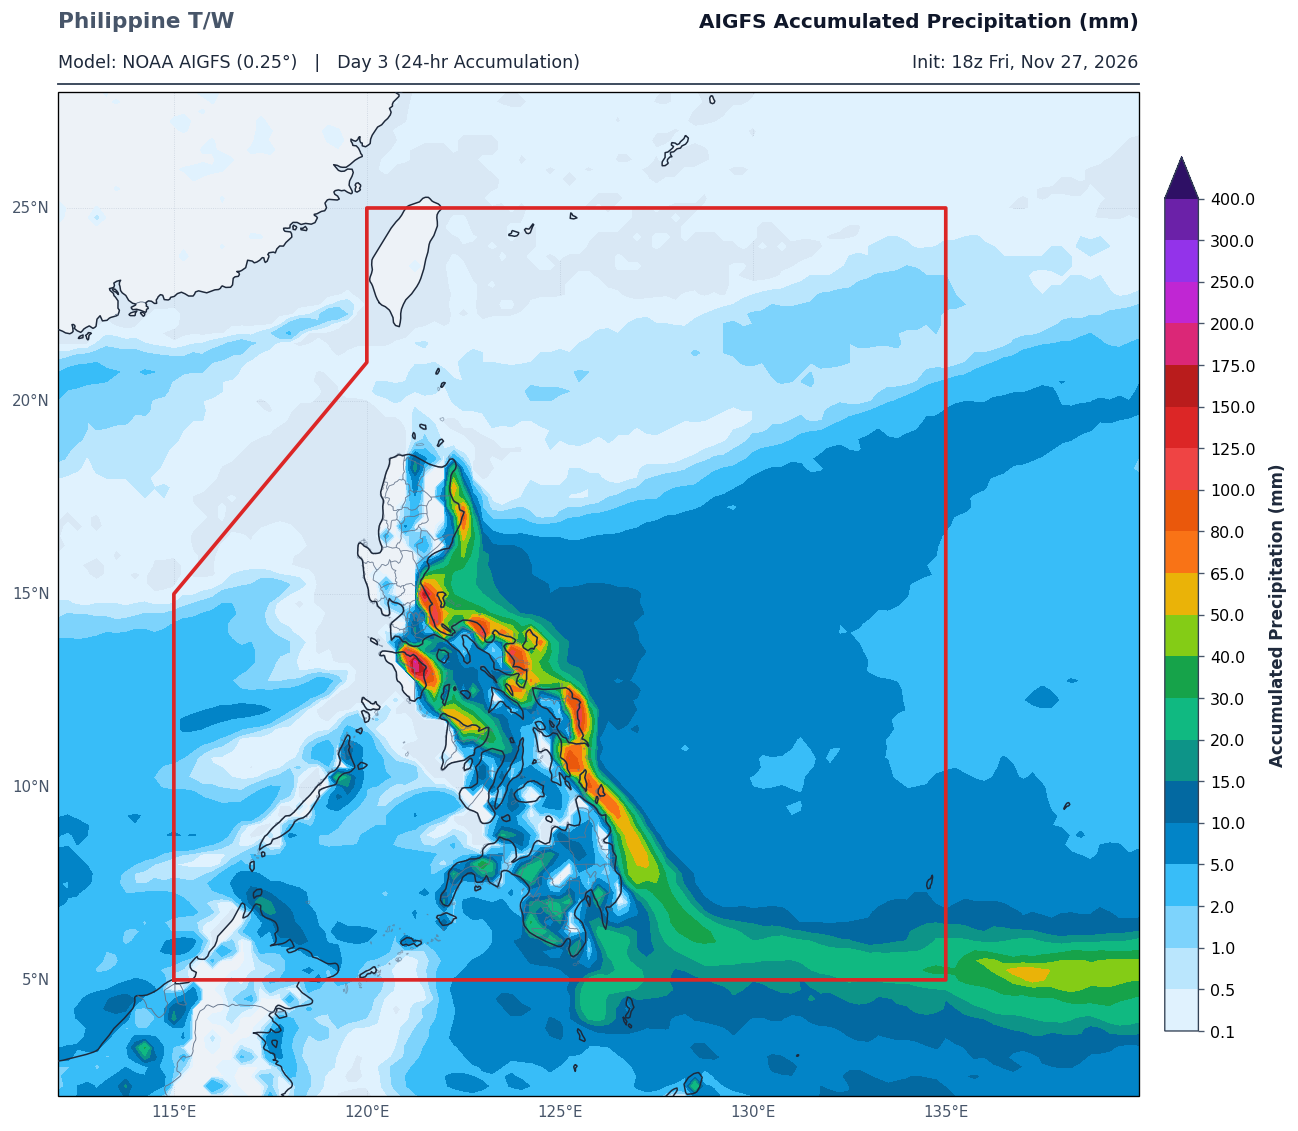 Philippine T/W
AIGFS Accumulated Precipitation (mm)
Model: NOAA AIGFS (0.25°)   |   Day 3 (24-hr Accumulation)
Init: 18z Fri, Nov 27, 2026
25°N
20°N
15°N
10°N
5°N
115°E
120°E
125°E
130°E
135°E
400.0
300.0
250.0
200.0
175.0
150.0
125.0
100.0
80.0
65.0
50.0
40.0
30.0
20.0
15.0
10.0
5.0
2.0
1.0
0.5
0.1
Accumulated Precipitation (mm)